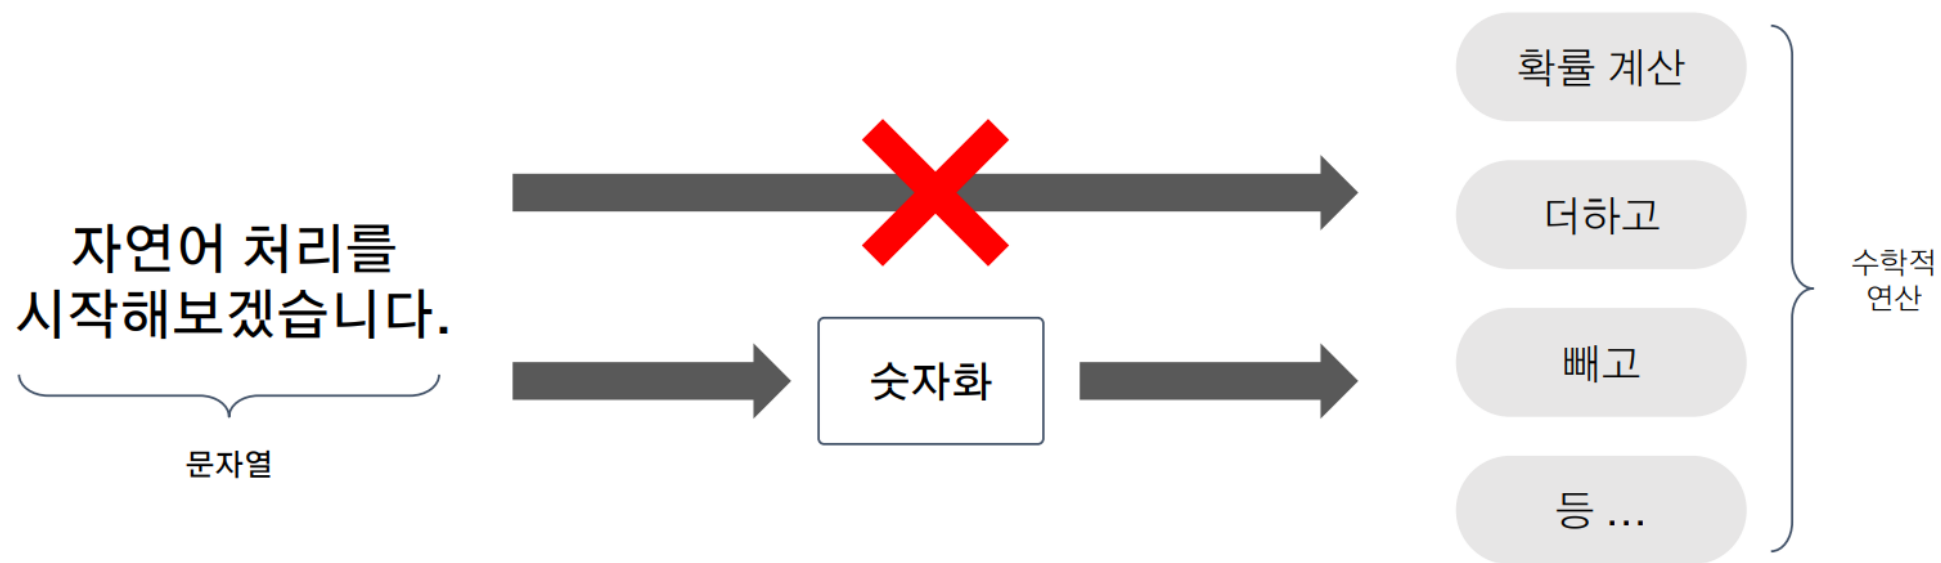 자연어 처리를
시작해보겠습니다.
문자열
숫자화
확률 계산
더하고
빼고
등 ...
수학적
연산